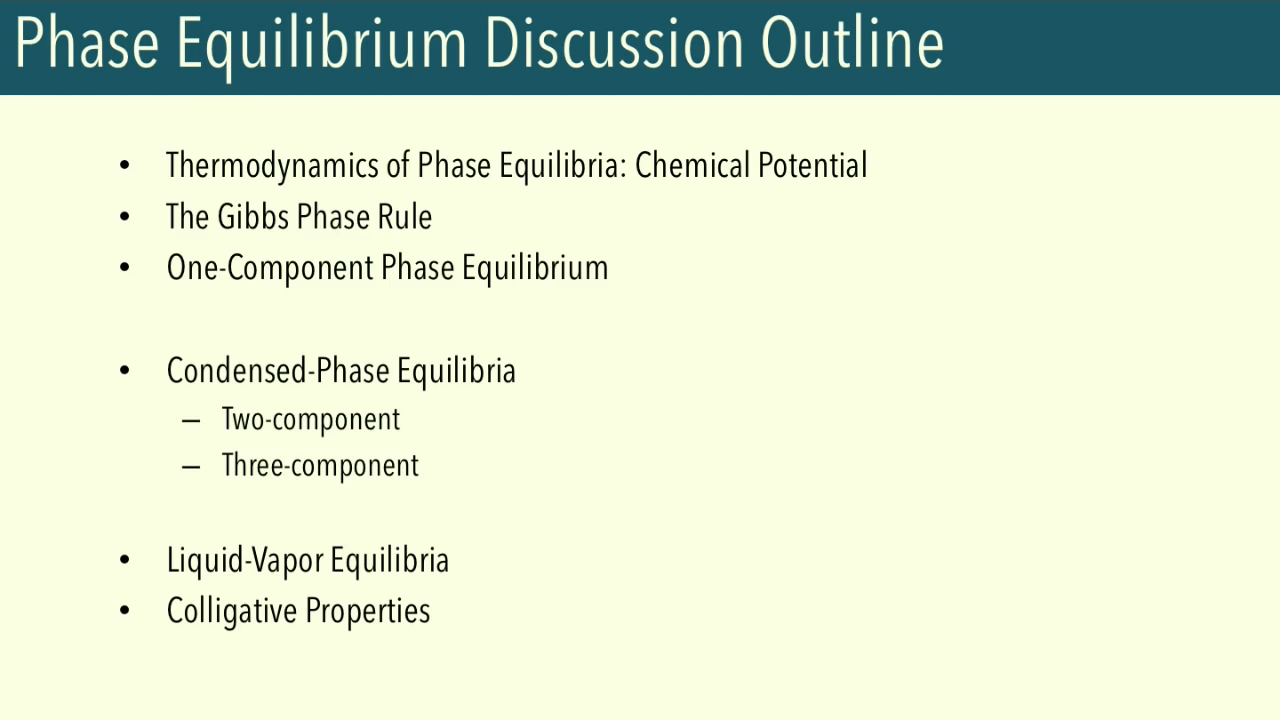 Phase Equilibrium Discussion Outline
• Thermodynamics of Phase Equilibria: Chemical Potential
• The Gibbs Phase Rule
• One-Component Phase Equilibrium
• Condensed-Phase Equilibria
– Two-component
– Three-component
• Liquid-Vapor Equilibria
• Colligative Properties